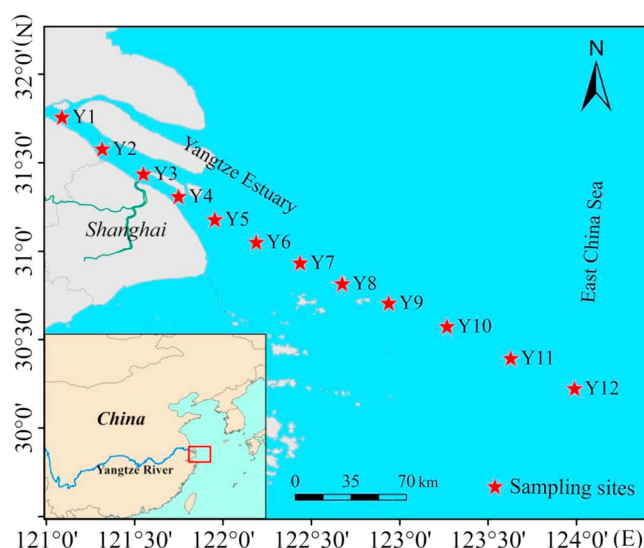 32°0'(N)
31°30'
31°0'
30°30'
30°0'
N
Y1
Y2
Y3
Y4
Y5
Y6
Y7
Y8
Y9
Y10
Y11
Y12
Yangtze Estuary
Shanghai
East China Sea
China
Yangtze River
0 35 70 km
Sampling sites
121°0' 121°30' 122°0' 122°30' 123°0' 123°30' 124°0' (E)